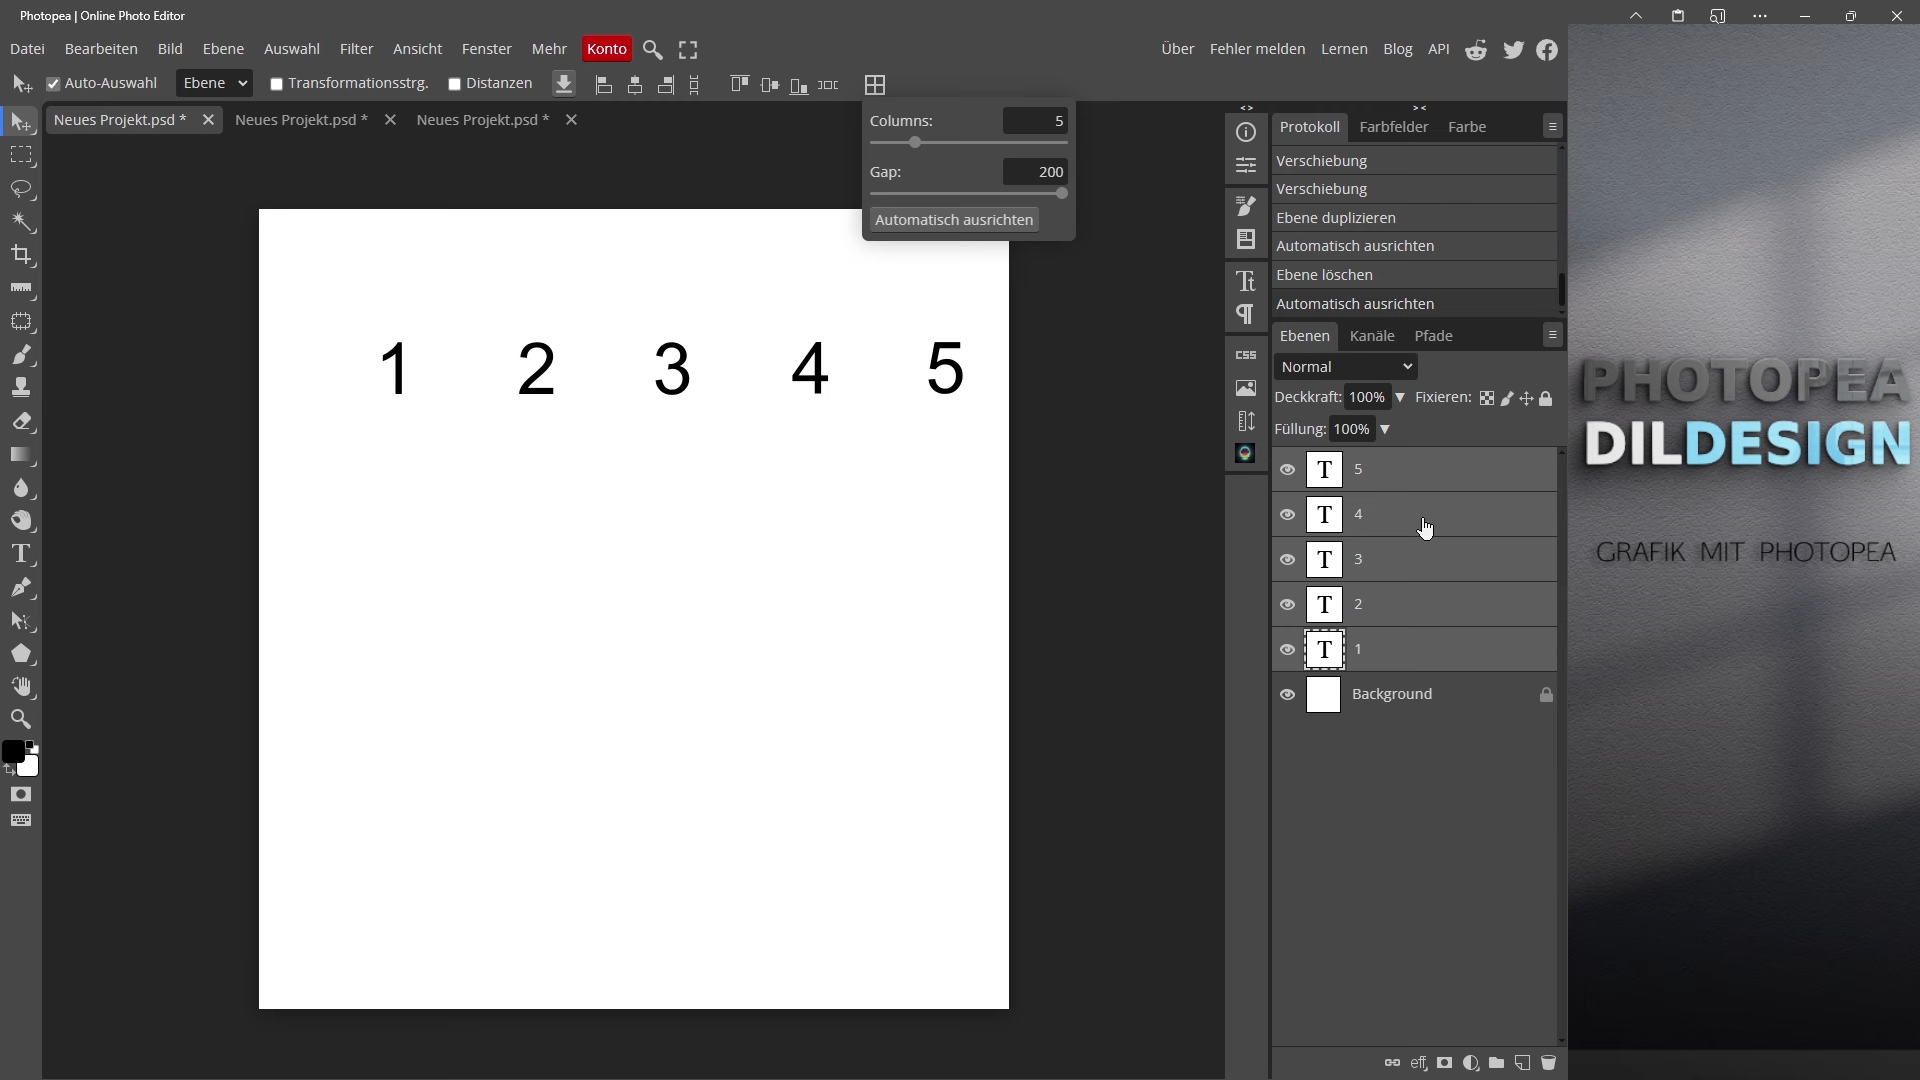 Photopea | Online Photo Editor
Datei Bearbeiten Bild Ebene Auswahl Filter Ansicht Fenster Mehr Konto
Über Fehler melden Lernen Blog API
Auto-Auswahl Ebene Transformationsstrg. Distanzen
Neues Projekt.psd *
Neues Projekt.psd *
Neues Projekt.psd *
Columns: 5
Gap: 200
Automatisch ausrichten
1 2 3 4 5
Protokoll Farbfelder Farbe
Verschiebung
Verschiebung
Ebene duplizieren
Automatisch ausrichten
Ebene löschen
Automatisch ausrichten
CSS
Ebenen Kanäle Pfade
Normal
Deckkraft: 100% Fixieren:
Füllung: 100%
T 5
T 4
T 3
T 2
T 1
Background
eff
PHOTOPEA
DILDESIGN
GRAFIK MIT PHOTOPEA